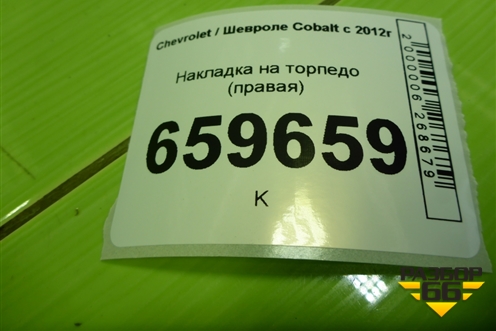 Chevrolet / Шевроле Cobalt с 2012г
Накладка на торпедо
(правая)
659659
К
2000006268679
РАЗБОР
66